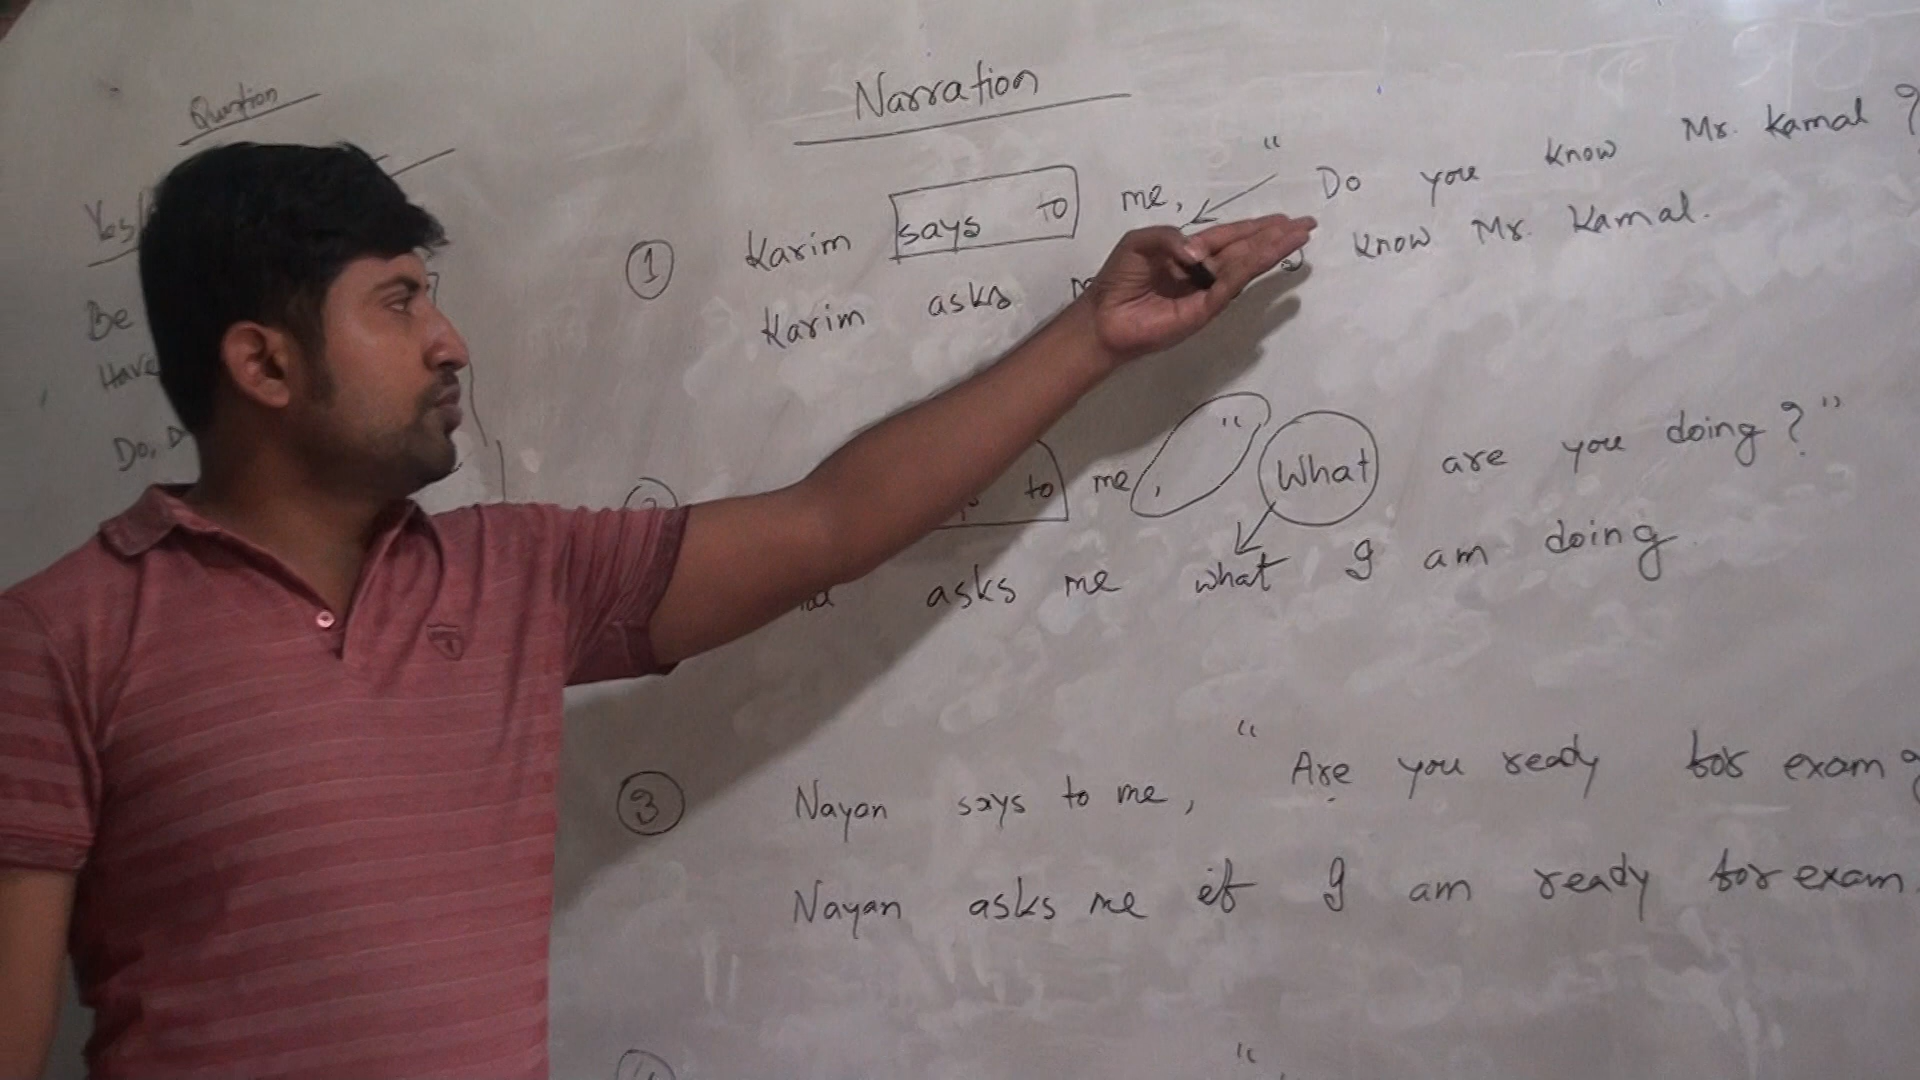 Narration
Question
Yes/
Be
Have
Do, D
① Karim says to me, " Do you know Mr. Kamal ?
Karim asks I know Mr. Kamal.
to me, " What are you doing? "
asks me what I am doing
③ Nayan says to me, " Are you ready for exam ?
Nayan asks me if I am ready for exam.
"